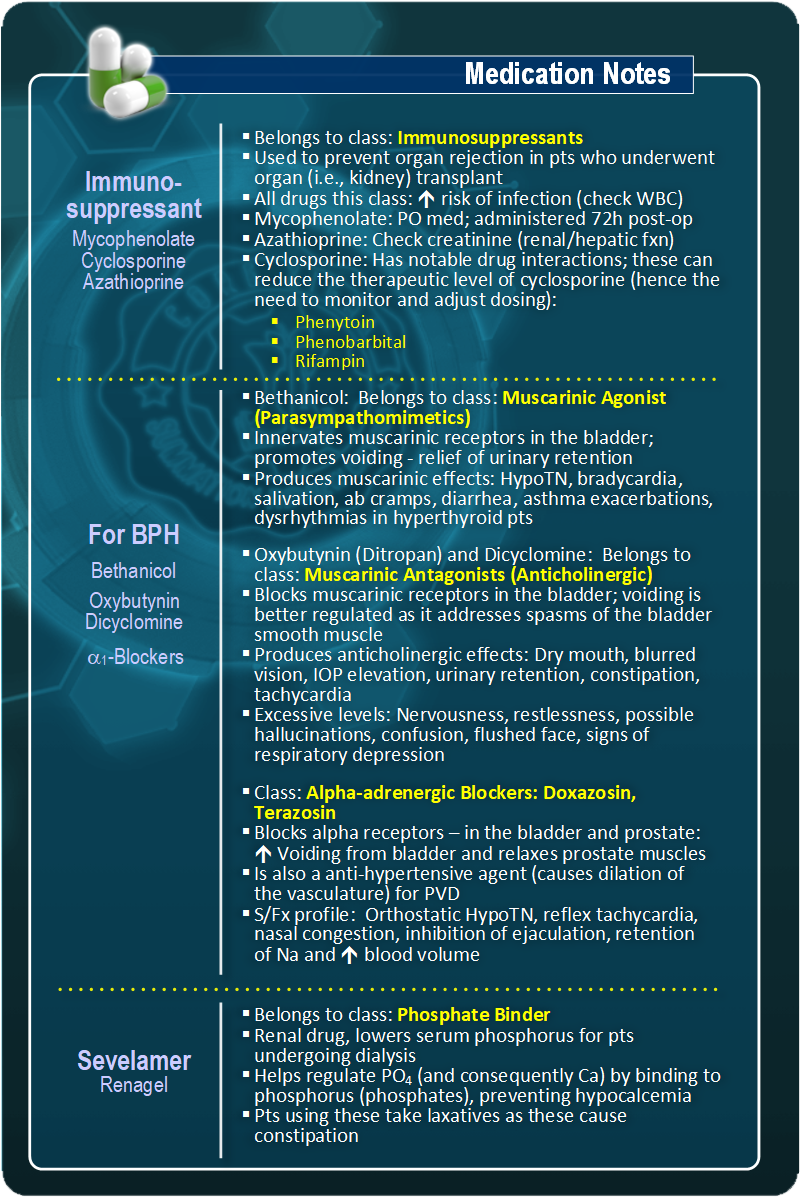 Medication Notes
Immuno-
suppressant
Mycophenolate
Cyclosporine
Azathioprine
▪ Belongs to class: Immunosuppressants
▪ Used to prevent organ rejection in pts who underwent
organ (i.e., kidney) transplant
▪ All drugs this class: ↑ risk of infection (check WBC)
▪ Mycophenolate: PO med; administered 72h post-op
▪ Azathioprine: Check creatinine (renal/hepatic fxn)
▪ Cyclosporine: Has notable drug interactions; these can
reduce the therapeutic level of cyclosporine (hence the
need to monitor and adjust dosing):
▪ Phenytoin
▪ Phenobarbital
▪ Rifampin
For BPH
Bethanicol
Oxybutynin
Dicyclomine
α1-Blockers
▪ Bethanicol: Belongs to class: Muscarinic Agonist
(Parasympathomimetics)
▪ Innervates muscarinic receptors in the bladder;
promotes voiding - relief of urinary retention
▪ Produces muscarinic effects: HypoTN, bradycardia,
salivation, ab cramps, diarrhea, asthma exacerbations,
dysrhythmias in hyperthyroid pts
▪ Oxybutynin (Ditropan) and Dicyclomine: Belongs to
class: Muscarinic Antagonists (Anticholinergic)
▪ Blocks muscarinic receptors in the bladder; voiding is
better regulated as it addresses spasms of the bladder
smooth muscle
▪ Produces anticholinergic effects: Dry mouth, blurred
vision, IOP elevation, urinary retention, constipation,
tachycardia
▪ Excessive levels: Nervousness, restlessness, possible
hallucinations, confusion, flushed face, signs of
respiratory depression
▪ Class: Alpha-adrenergic Blockers: Doxazosin,
Terazosin
▪ Blocks alpha receptors – in the bladder and prostate:
↑ Voiding from bladder and relaxes prostate muscles
▪ Is also a anti-hypertensive agent (causes dilation of
the vasculature) for PVD
▪ S/Fx profile: Orthostatic HypoTN, reflex tachycardia,
nasal congestion, inhibition of ejaculation, retention
of Na and ↑ blood volume
Sevelamer
Renagel
▪ Belongs to class: Phosphate Binder
▪ Renal drug, lowers serum phosphorus for pts
undergoing dialysis
▪ Helps regulate PO₄ (and consequently Ca) by binding to
phosphorus (phosphates), preventing hypocalcemia
▪ Pts using these take laxatives as these cause
constipation